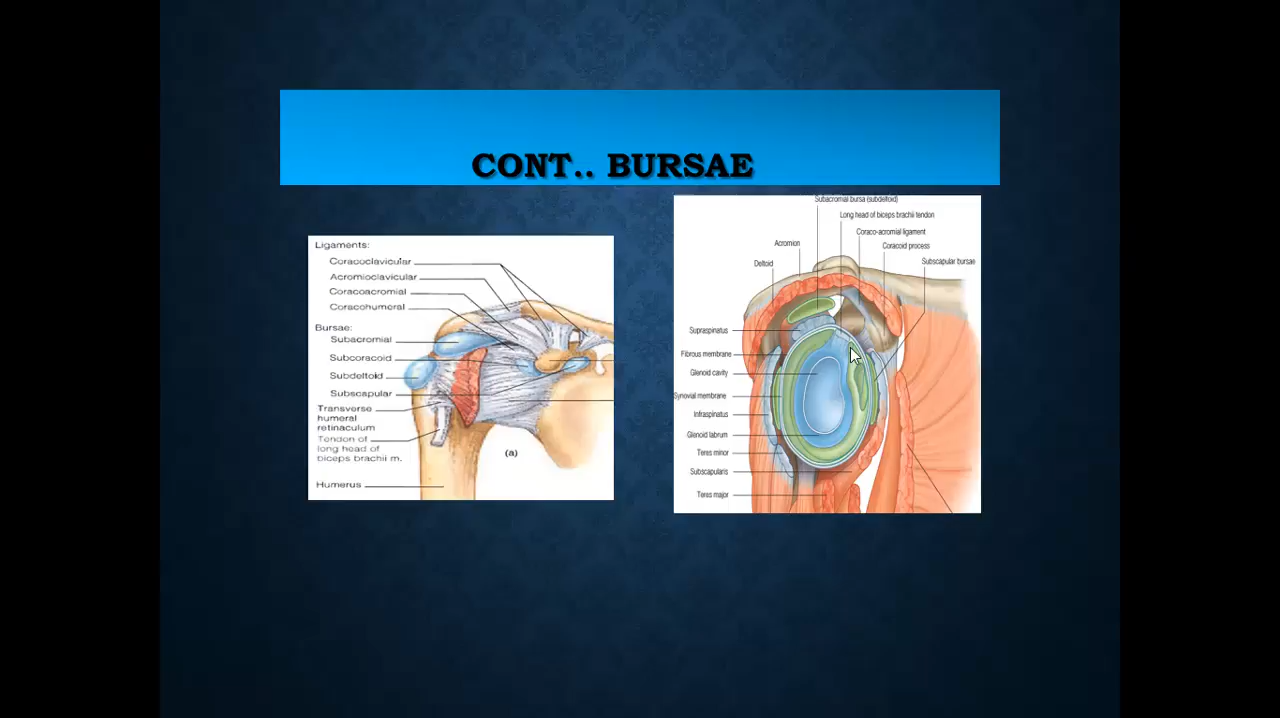 CONT.. BURSAE
Ligaments:
Coracoclavicular
Acromioclavicular
Coracoacromial
Coracohumeral
Bursae:
Subacromial
Subcoracoid
Subdeltoid
Subscapular
Transverse
humeral
retinaculum
Tendon of
long head of
biceps brachii m.
Humerus
(a)
Subacromial bursa (subdeltoid)
Long head of biceps brachii tendon
Coraco-acromial ligament
Acromion
Coracoid process
Deltoid
Subscapular bursae
Supraspinatus
Fibrous membrane
Glenoid cavity
Synovial membrane
Infraspinatus
Glenoid labrum
Teres minor
Subscapularis
Teres major